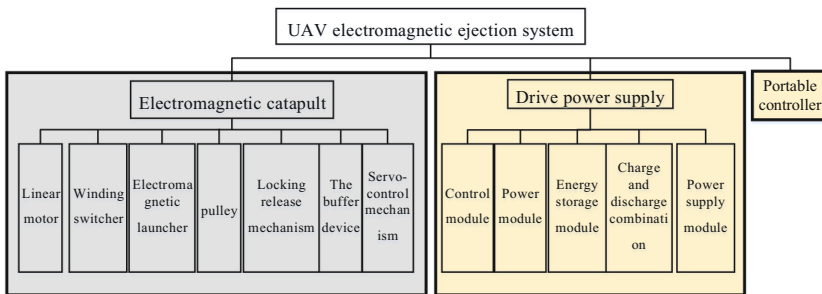 UAV electromagnetic ejection system
Electromagnetic catapult
Linear
motor
Winding
switcher
Electroma
gnetic
launcher
pulley
Locking
release
mechanism
The
buffer
device
Servo-
control
mechan
ism
Drive power supply
Control
module
Power
module
Energy
storage
module
Charge
and
discharge
combinati
on
Power
supply
module
Portable
controller